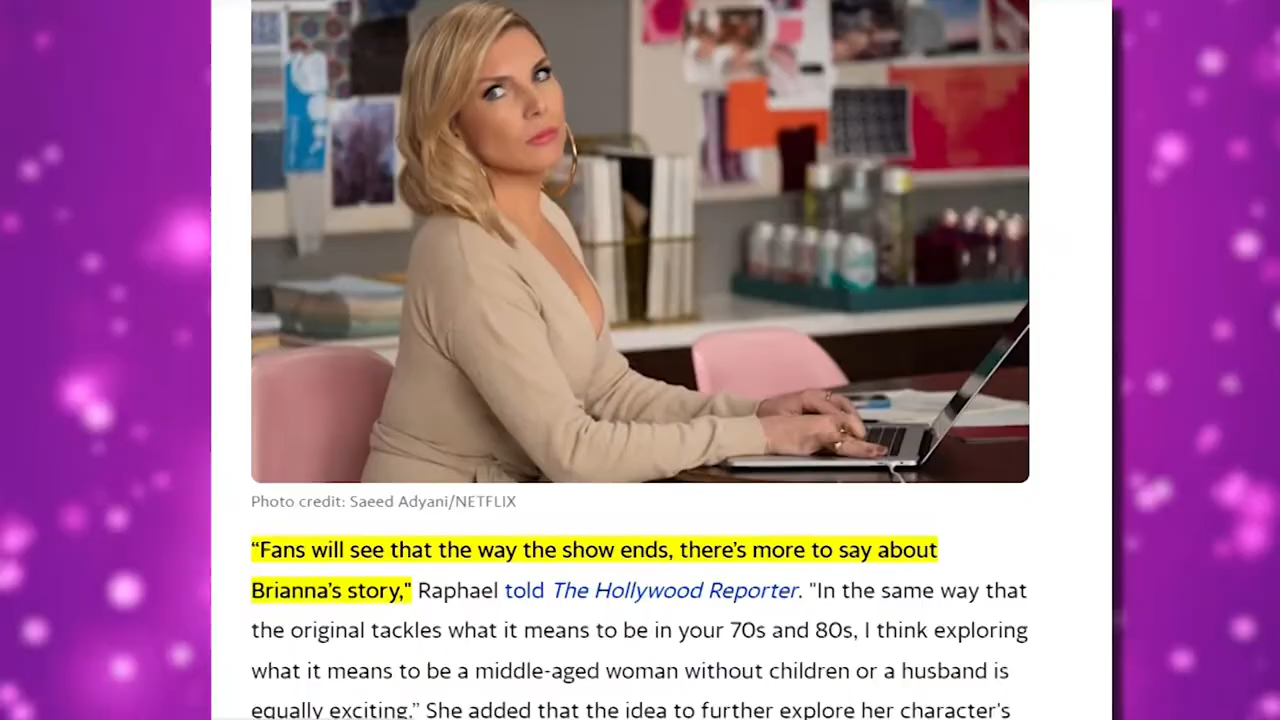 Photo credit: Saeed Adyani/NETFLIX
“Fans will see that the way the show ends, there’s more to say about
Brianna’s story," Raphael told The Hollywood Reporter. "In the same way that
the original tackles what it means to be in your 70s and 80s, I think exploring
what it means to be a middle-aged woman without children or a husband is
equally exciting.” She added that the idea to further explore her character's